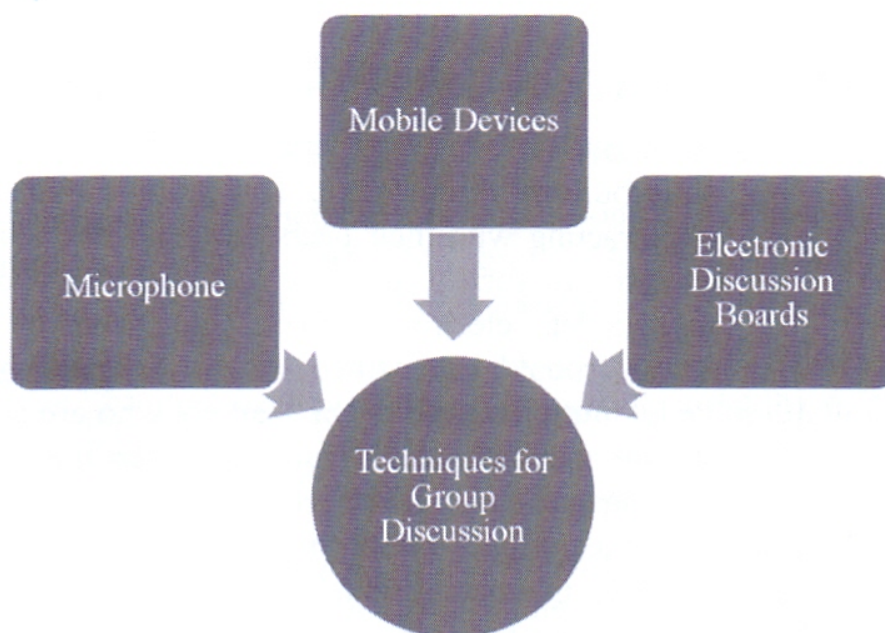 Mobile Devices
Microphone
Electronic
Discussion
Boards
Techniques for
Group
Discussion